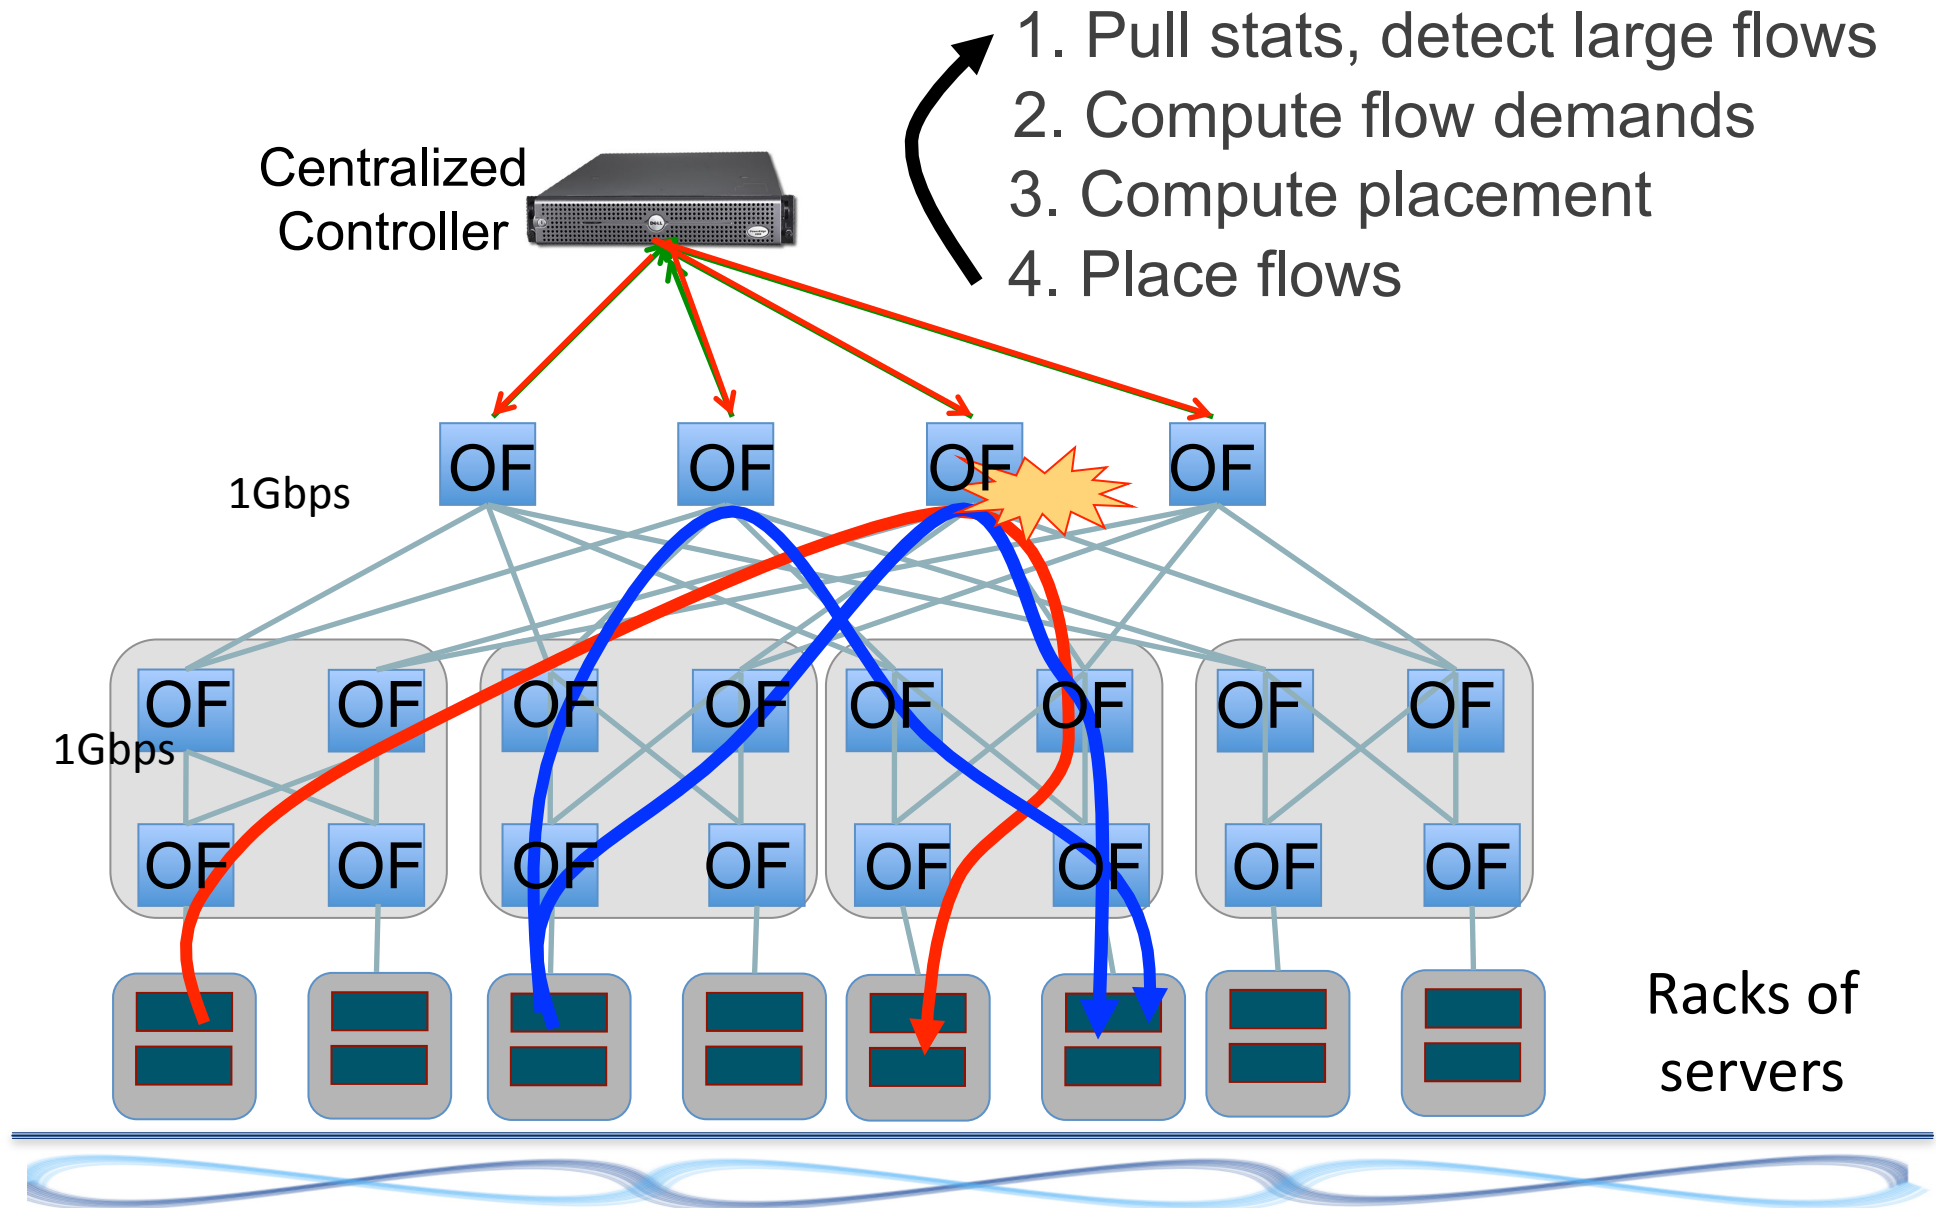 1. Pull stats, detect large flows
2. Compute flow demands
3. Compute placement
4. Place flows
Centralized
Controller
DELL
OF OF OF OF
1Gbps
OF OF OF OF OF OF OF OF
1Gbps
OF OF OF OF OF OF OF OF
Racks of
servers